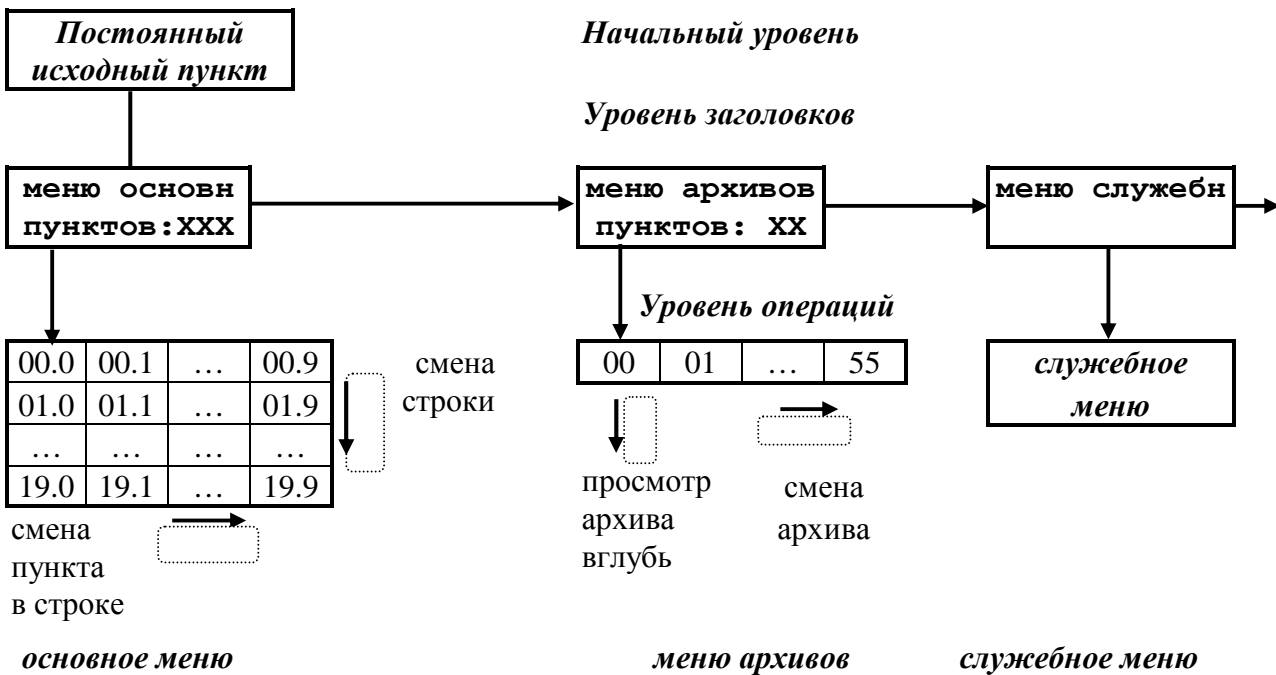 Постоянный
исходный пункт
Начальный уровень
Уровень заголовков
меню основн
пунктов:XXX
меню архивов
пунктов: XX
меню служебн
Уровень операций
00.0 00.1 … 00.9
01.0 01.1 … 01.9
… … … …
19.0 19.1 … 19.9
смена
строки
00 01 … 55
служебное
меню
просмотр
архива
вглубь
смена
архива
смена
пункта
в строке
основное меню
меню архивов
служебное меню